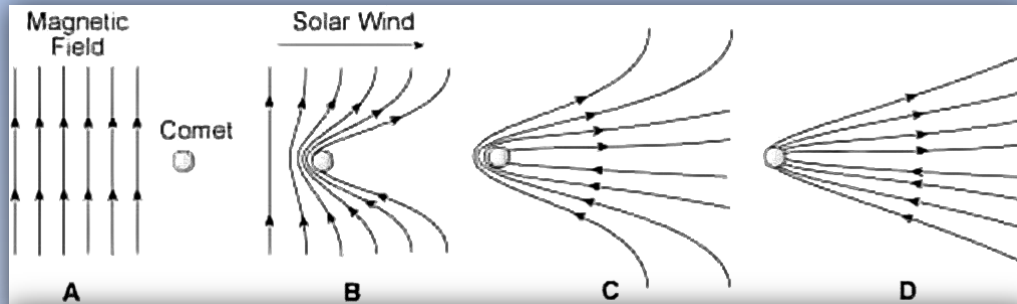 Magnetic
Field
Solar Wind
Comet
A
B
C
D